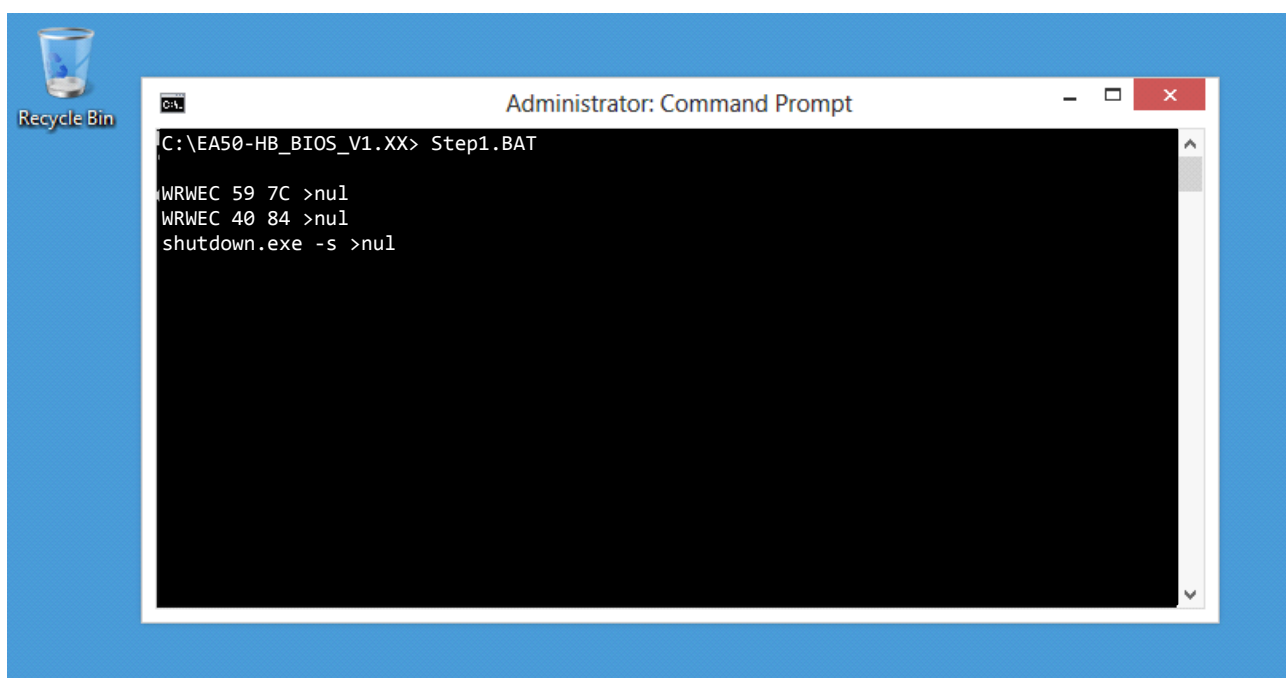 Recycle Bin
Administrator: Command Prompt
C:\EA50-HB_BIOS_V1.XX> Step1.BAT
WRWEC 59 7C >nul
WRWEC 40 84 >nul
shutdown.exe -s >nul